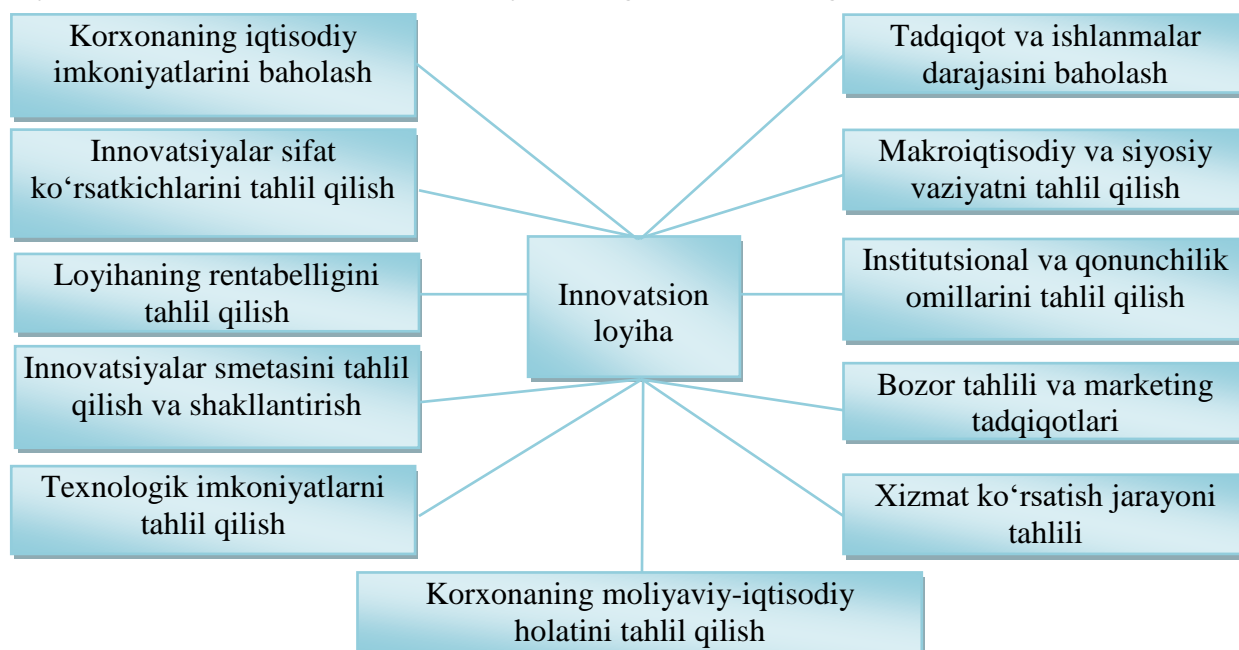 Korxonaning iqtisodiy
imkoniyatlarini baholash
Innovatsiyalar sifat
ko‘rsatkichlarini tahlil qilish
Loyihaning rentabelligini
tahlil qilish
Innovatsiyalar smetasini tahlil
qilish va shakllantirish
Texnologik imkoniyatlarni
tahlil qilish
Innovatsion
loyiha
Tadqiqot va ishlanmalar
darajasini baholash
Makroiqtisodiy va siyosiy
vaziyatni tahlil qilish
Institutsional va qonunchilik
omillarini tahlil qilish
Bozor tahlili va marketing
tadqiqotlari
Xizmat ko‘rsatish jarayoni
tahlili
Korxonaning moliyaviy-iqtisodiy
holatini tahlil qilish